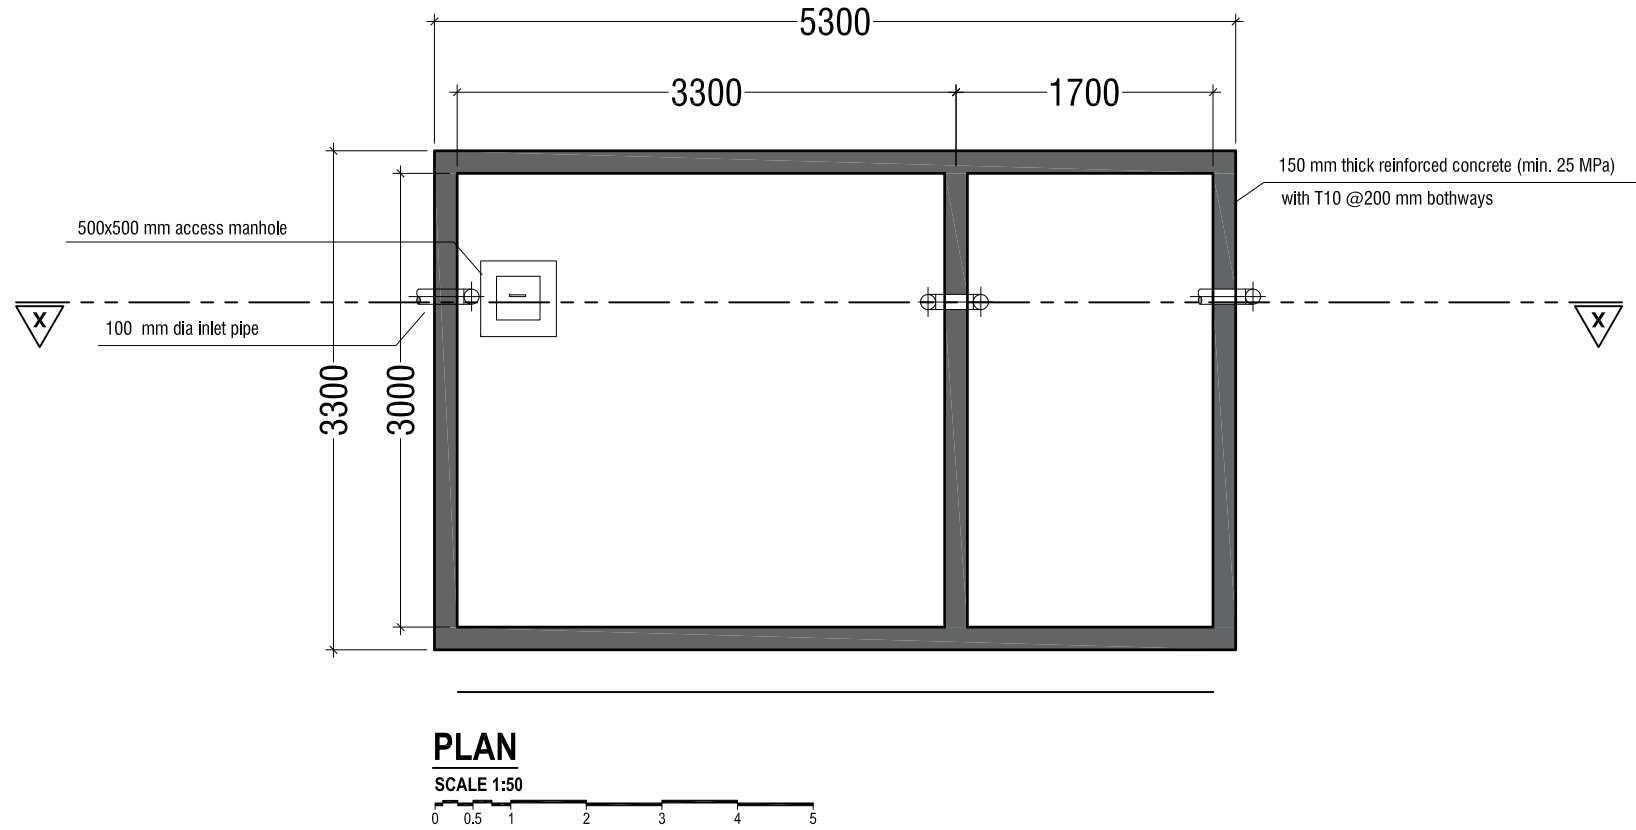 5300
3300
1700
150 mm thick reinforced concrete (min. 25 MPa)
with T10 @200 mm bothways
500x500 mm access manhole
X
X
100 mm dia inlet pipe
3300
3000
PLAN
SCALE 1:50
0 0.5 1 2 3 4 5